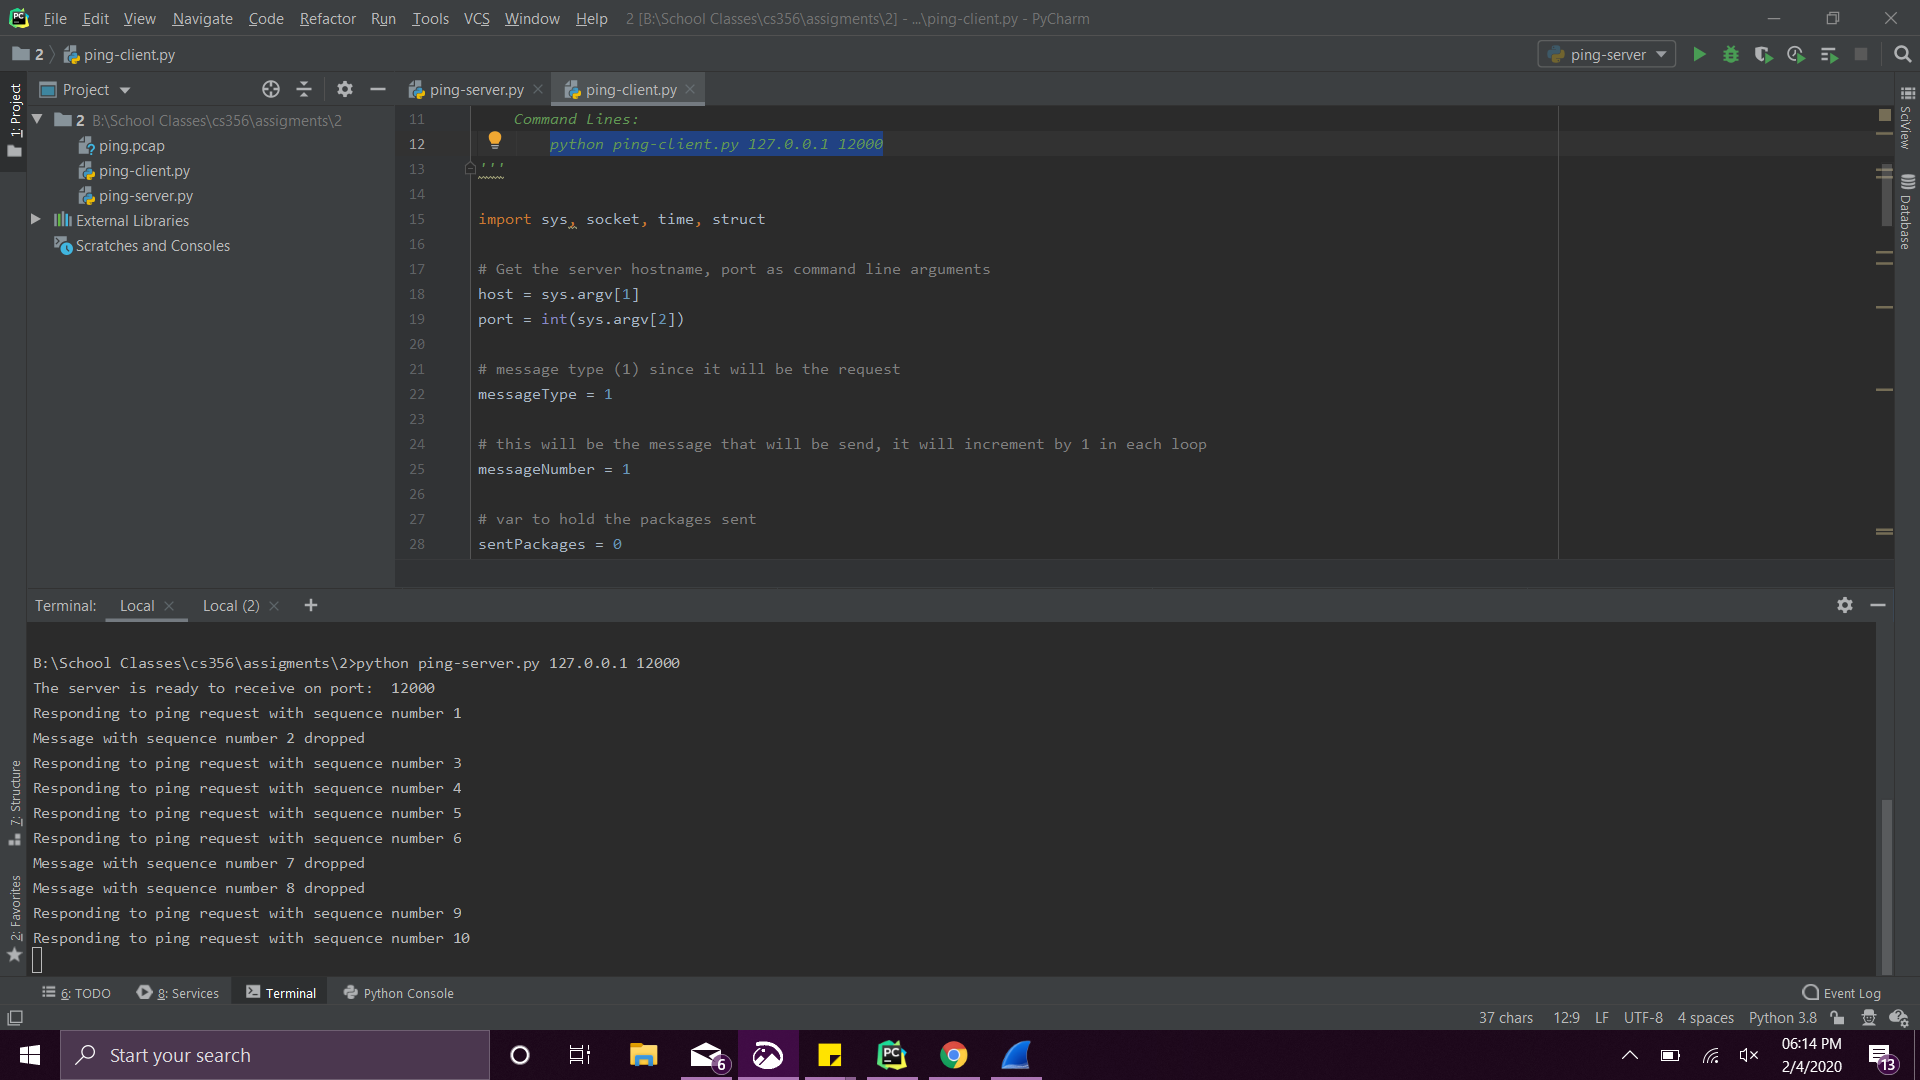 File Edit View Navigate Code Refactor Run Tools VCS Window Help 2 [B:\School Classes\cs356\assigments\2] - ...\ping-client.py - PyCharm
2 ping-client.py ping-server
Project ping-server.py ping-client.py
1: Project
2 B:\School Classes\cs356\assigments\2
ping.pcap
ping-client.py
ping-server.py
External Libraries
Scratches and Consoles
11 Command Lines:
12 python ping-client.py 127.0.0.1 12000
13 '''
14
15 import sys, socket, time, struct
16
17 # Get the server hostname, port as command line arguments
18 host = sys.argv[1]
19 port = int(sys.argv[2])
20
21 # message type (1) since it will be the request
22 messageType = 1
23
24 # this will be the message that will be send, it will increment by 1 in each loop
25 messageNumber = 1
26
27 # var to hold the packages sent
28 sentPackages = 0
SciView
Database
Terminal: Local Local (2) +
B:\School Classes\cs356\assigments\2>python ping-server.py 127.0.0.1 12000
The server is ready to receive on port:  12000
Responding to ping request with sequence number 1
Message with sequence number 2 dropped
Responding to ping request with sequence number 3
Responding to ping request with sequence number 4
Responding to ping request with sequence number 5
Responding to ping request with sequence number 6
Message with sequence number 7 dropped
Message with sequence number 8 dropped
Responding to ping request with sequence number 9
Responding to ping request with sequence number 10
7: Structure
2: Favorites
6: TODO 8: Services Terminal Python Console Event Log
37 chars 12:9 LF UTF-8 4 spaces Python 3.8
Start your search
PC
6
06:14 PM
2/4/2020
13